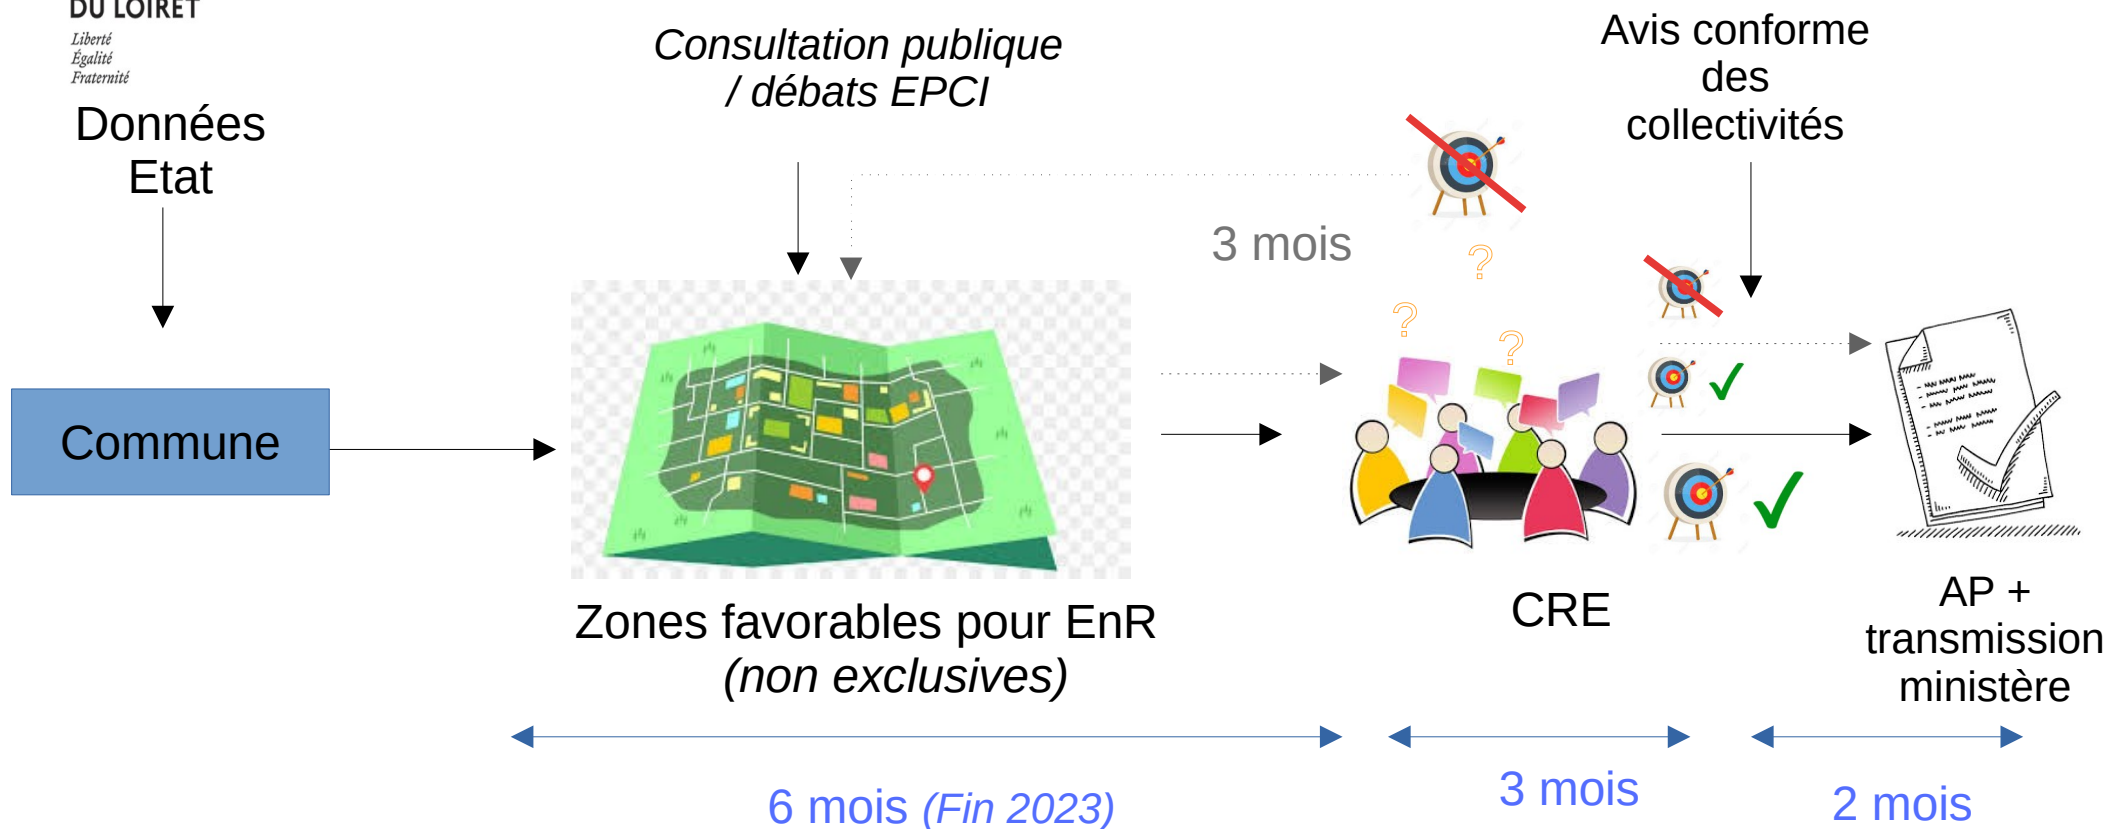 DU LOIRET
Liberté
Égalité
Fraternité
Données
Etat
Consultation publique
/ débats EPCI
Avis conforme
des
collectivités
3 mois
?
?
?
Commune
Zones favorables pour EnR
(non exclusives)
CRE
AP +
transmission
ministère
6 mois (Fin 2023)
3 mois
2 mois